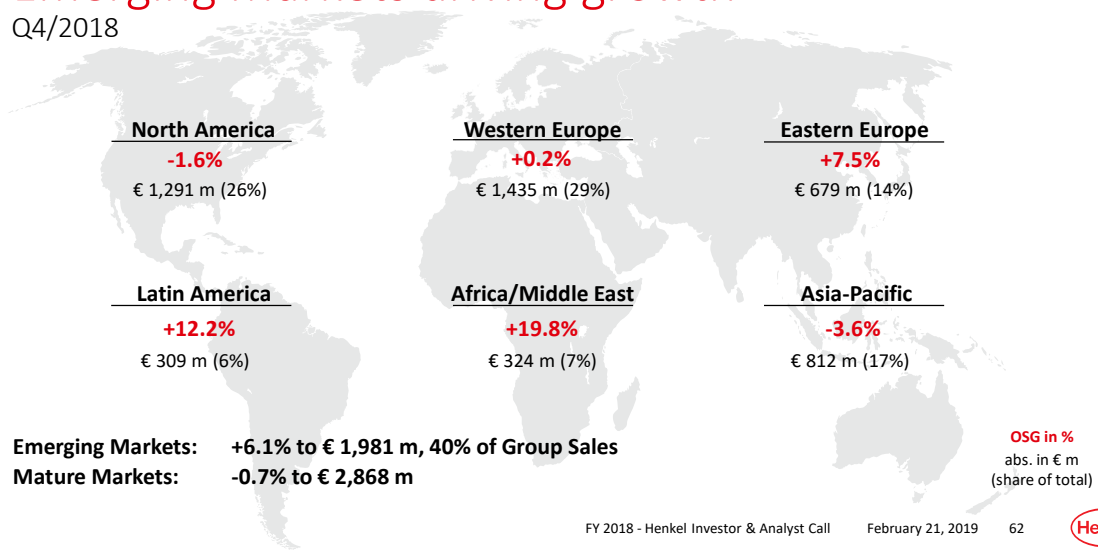 Emerging markets driving growth
Q4/2018
North America
-1.6%
€ 1,291 m (26%)
Western Europe
+0.2%
€ 1,435 m (29%)
Eastern Europe
+7.5%
€ 679 m (14%)
Latin America
+12.2%
€ 309 m (6%)
Africa/Middle East
+19.8%
€ 324 m (7%)
Asia-Pacific
-3.6%
€ 812 m (17%)
Emerging Markets: +6.1% to € 1,981 m, 40% of Group Sales
Mature Markets: -0.7% to € 2,868 m
OSG in %
abs. in € m
(share of total)
FY 2018 - Henkel Investor & Analyst Call February 21, 2019 62